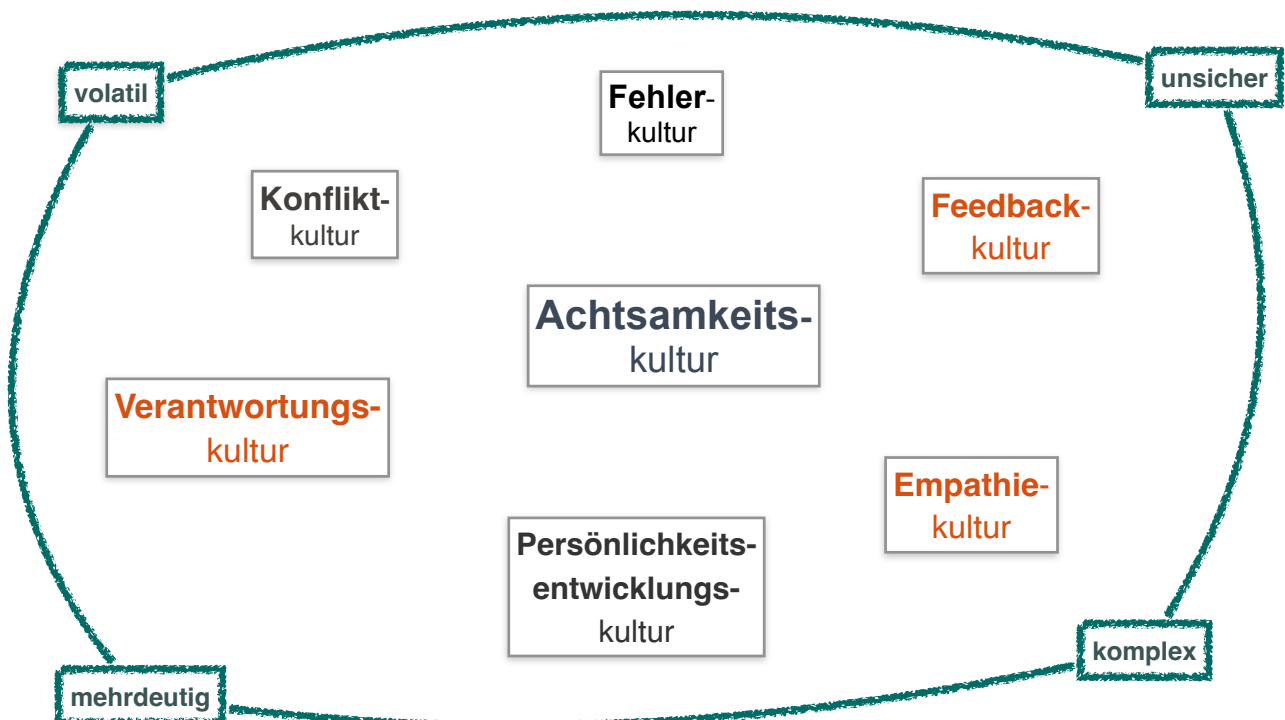 volatil
unsicher
Fehler-
kultur
Konflikt-
kultur
Feedback-
kultur
Achtsamkeits-
kultur
Verantwortungs-
kultur
Empathie-
kultur
Persönlichkeits-
entwicklungs-
kultur
komplex
mehrdeutig